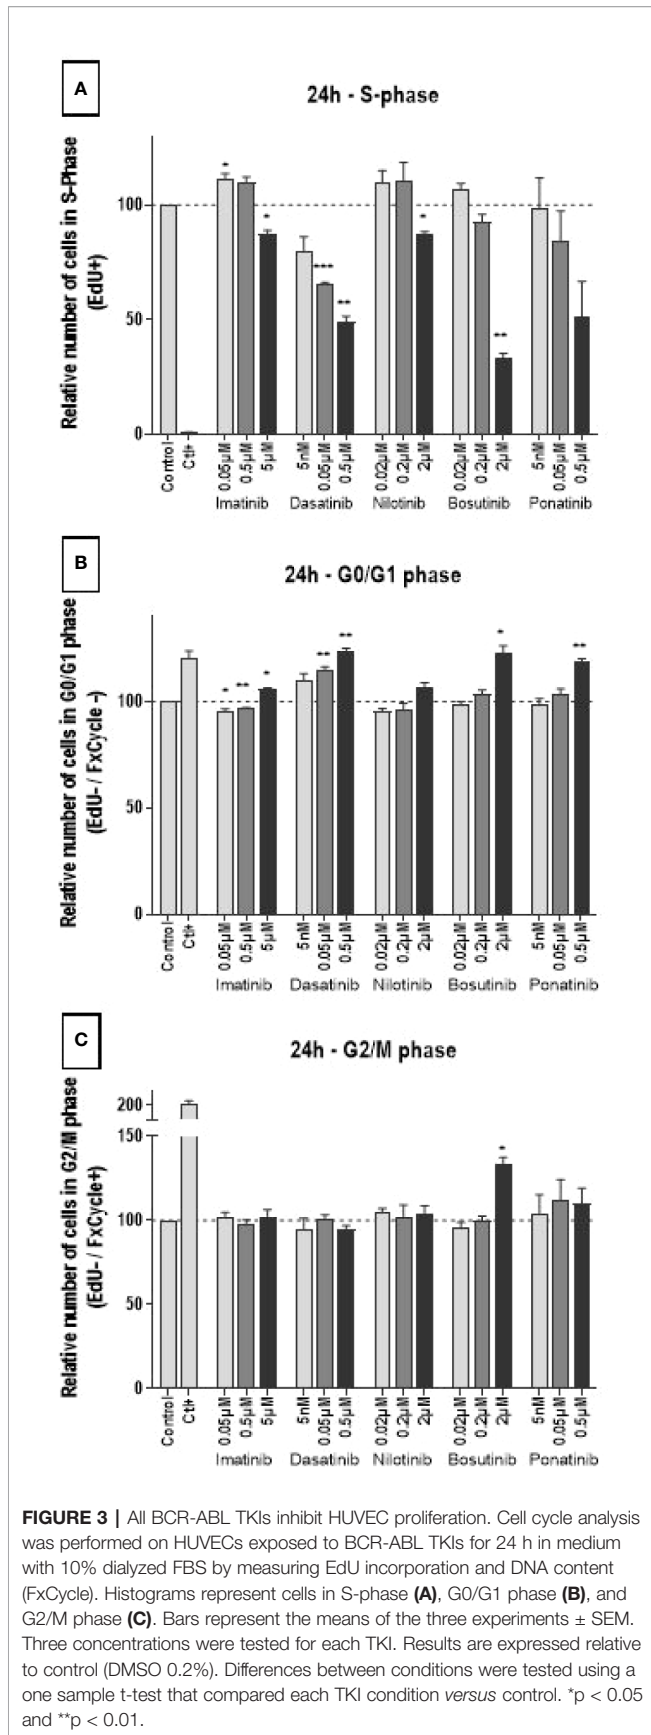 A
24h - S-phase
Relative number of cells in S-Phase
(EdU+)
100
50
0
* * *** ** * **
Control Ctl+ 0.05µM 0.5µM 5µM 5nM 0.05µM 0.5µM 0.02µM 0.2µM 2µM 0.02µM 0.2µM 2µM 5nM 0.05µM 0.5µM
Imatinib Dasatinib Nilotinib Bosutinib Ponatinib
B
24h - G0/G1 phase
Relative number of cells in G0/G1 phase
(EdU- / FxCycle -)
100
50
0
* ** * ** ** * **
Control Ctl+ 0.05µM 0.5µM 5µM 5nM 0.05µM 0.5µM 0.02µM 0.2µM 2µM 0.02µM 0.2µM 2µM 5nM 0.05µM 0.5µM
Imatinib Dasatinib Nilotinib Bosutinib Ponatinib
C
24h - G2/M phase
Relative number of cells in G2/M phase
(EdU- / FxCycle+)
200
150
100
50
0
*
Control Ctl+ 0.05µM 0.5µM 5µM 5nM 0.05µM 0.5µM 0.02µM 0.2µM 2µM 0.02µM 0.2µM 2µM 5nM 0.05µM 0.5µM
Imatinib Dasatinib Nilotinib Bosutinib Ponatinib
FIGURE 3 | All BCR-ABL TKIs inhibit HUVEC proliferation. Cell cycle analysis
was performed on HUVECs exposed to BCR-ABL TKIs for 24 h in medium
with 10% dialyzed FBS by measuring EdU incorporation and DNA content
(FxCycle). Histograms represent cells in S-phase (A), G0/G1 phase (B), and
G2/M phase (C). Bars represent the means of the three experiments ± SEM.
Three concentrations were tested for each TKI. Results are expressed relative
to control (DMSO 0.2%). Differences between conditions were tested using a
one sample t-test that compared each TKI condition versus control. *p < 0.05
and **p < 0.01.